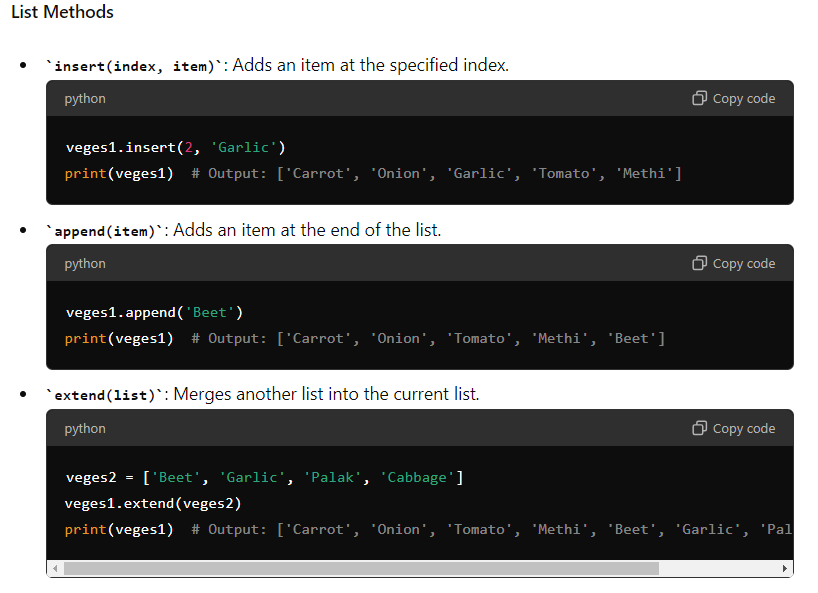 List Methods
• `insert(index, item)`: Adds an item at the specified index.
python Copy code
veges1.insert(2, 'Garlic')
print(veges1)  # Output: ['Carrot', 'Onion', 'Garlic', 'Tomato', 'Methi']
• `append(item)`: Adds an item at the end of the list.
python Copy code
veges1.append('Beet')
print(veges1)  # Output: ['Carrot', 'Onion', 'Tomato', 'Methi', 'Beet']
• `extend(list)`: Merges another list into the current list.
python Copy code
veges2 = ['Beet', 'Garlic', 'Palak', 'Cabbage']
veges1.extend(veges2)
print(veges1)  # Output: ['Carrot', 'Onion', 'Tomato', 'Methi', 'Beet', 'Garlic', 'Pal